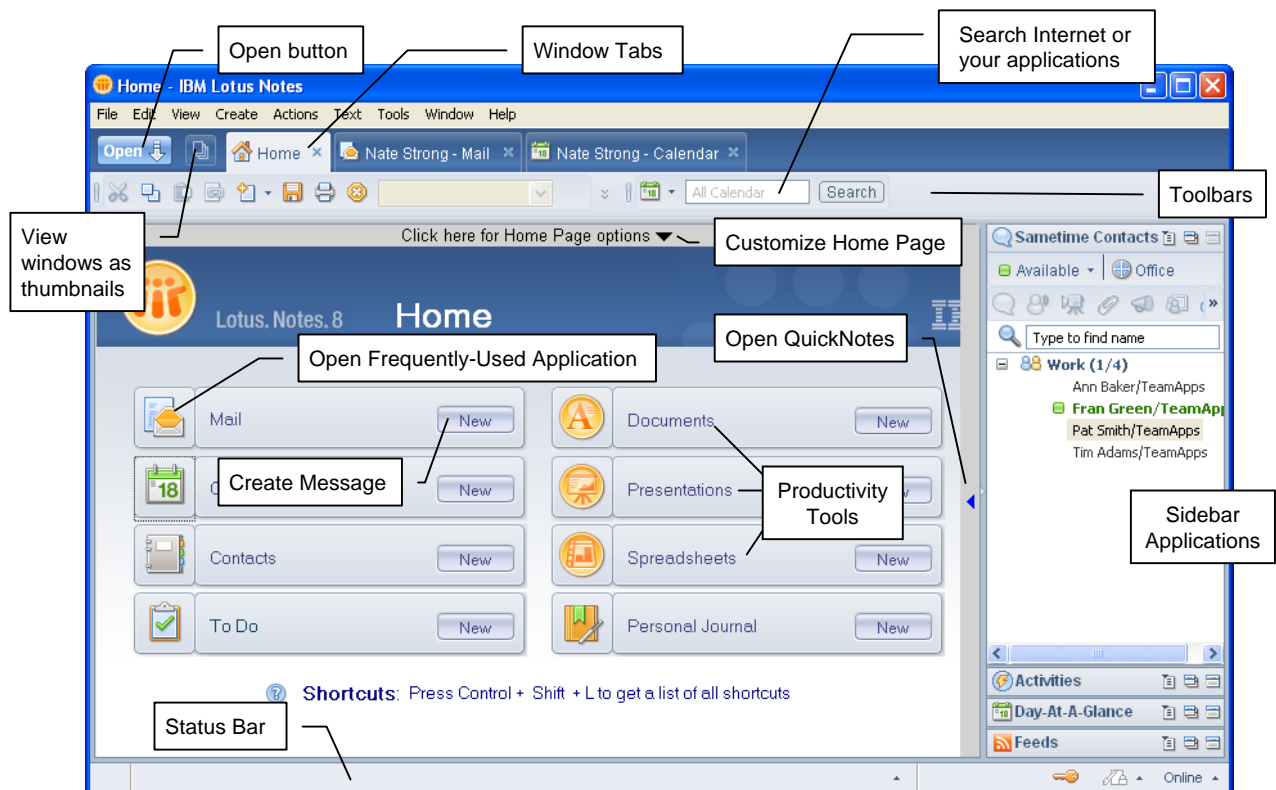 Open button
Window Tabs
Search Internet or
your applications
Home - IBM Lotus Notes
File Edit View Create Actions Text Tools Window Help
Open
Home
Nate Strong - Mail
18
Nate Strong - Calendar
18
All Calendar
Search
Toolbars
View
windows as
thumbnails
Click here for Home Page options
Customize Home Page
Sametime Contacts
Available
Office
Lotus. Notes. 8
Home
Open QuickNotes
Type to find name
Open Frequently-Used Application
Work (1/4)
Ann Baker/TeamApps
Fran Green/TeamApp
Pat Smith/TeamApps
Tim Adams/TeamApps
Mail
New
A
Documents
New
18
Create Message
New
Presentations
Productivity
Tools
Sidebar
Applications
Contacts
New
Spreadsheets
New
To Do
New
Personal Journal
New
Shortcuts: Press Control + Shift + L to get a list of all shortcuts
Activities
18
Day-At-A-Glance
Feeds
Status Bar
Online